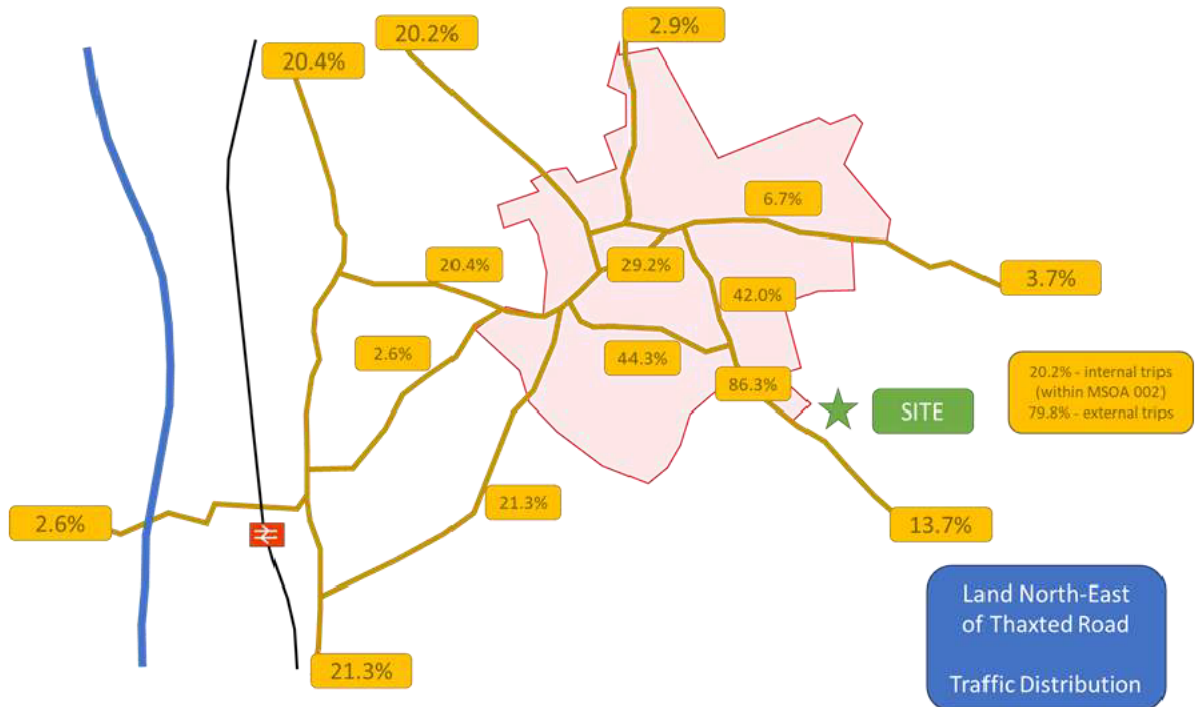 20.2%
2.9%
20.4%
6.7%
20.4%
29.2%
3.7%
42.0%
2.6%
44.3%
86.3%
20.2% - internal trips
(within MSOA 002)
79.8% - external trips
SITE
21.3%
2.6%
13.7%
Land North-East
of Thaxted Road
Traffic Distribution
21.3%